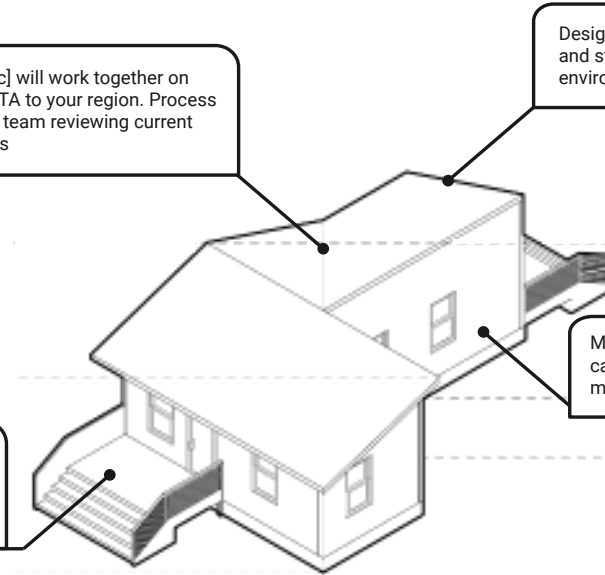 c] will work together on
TA to your region. Process
team reviewing current
s
Desig
and st
enviro
M
ca
m